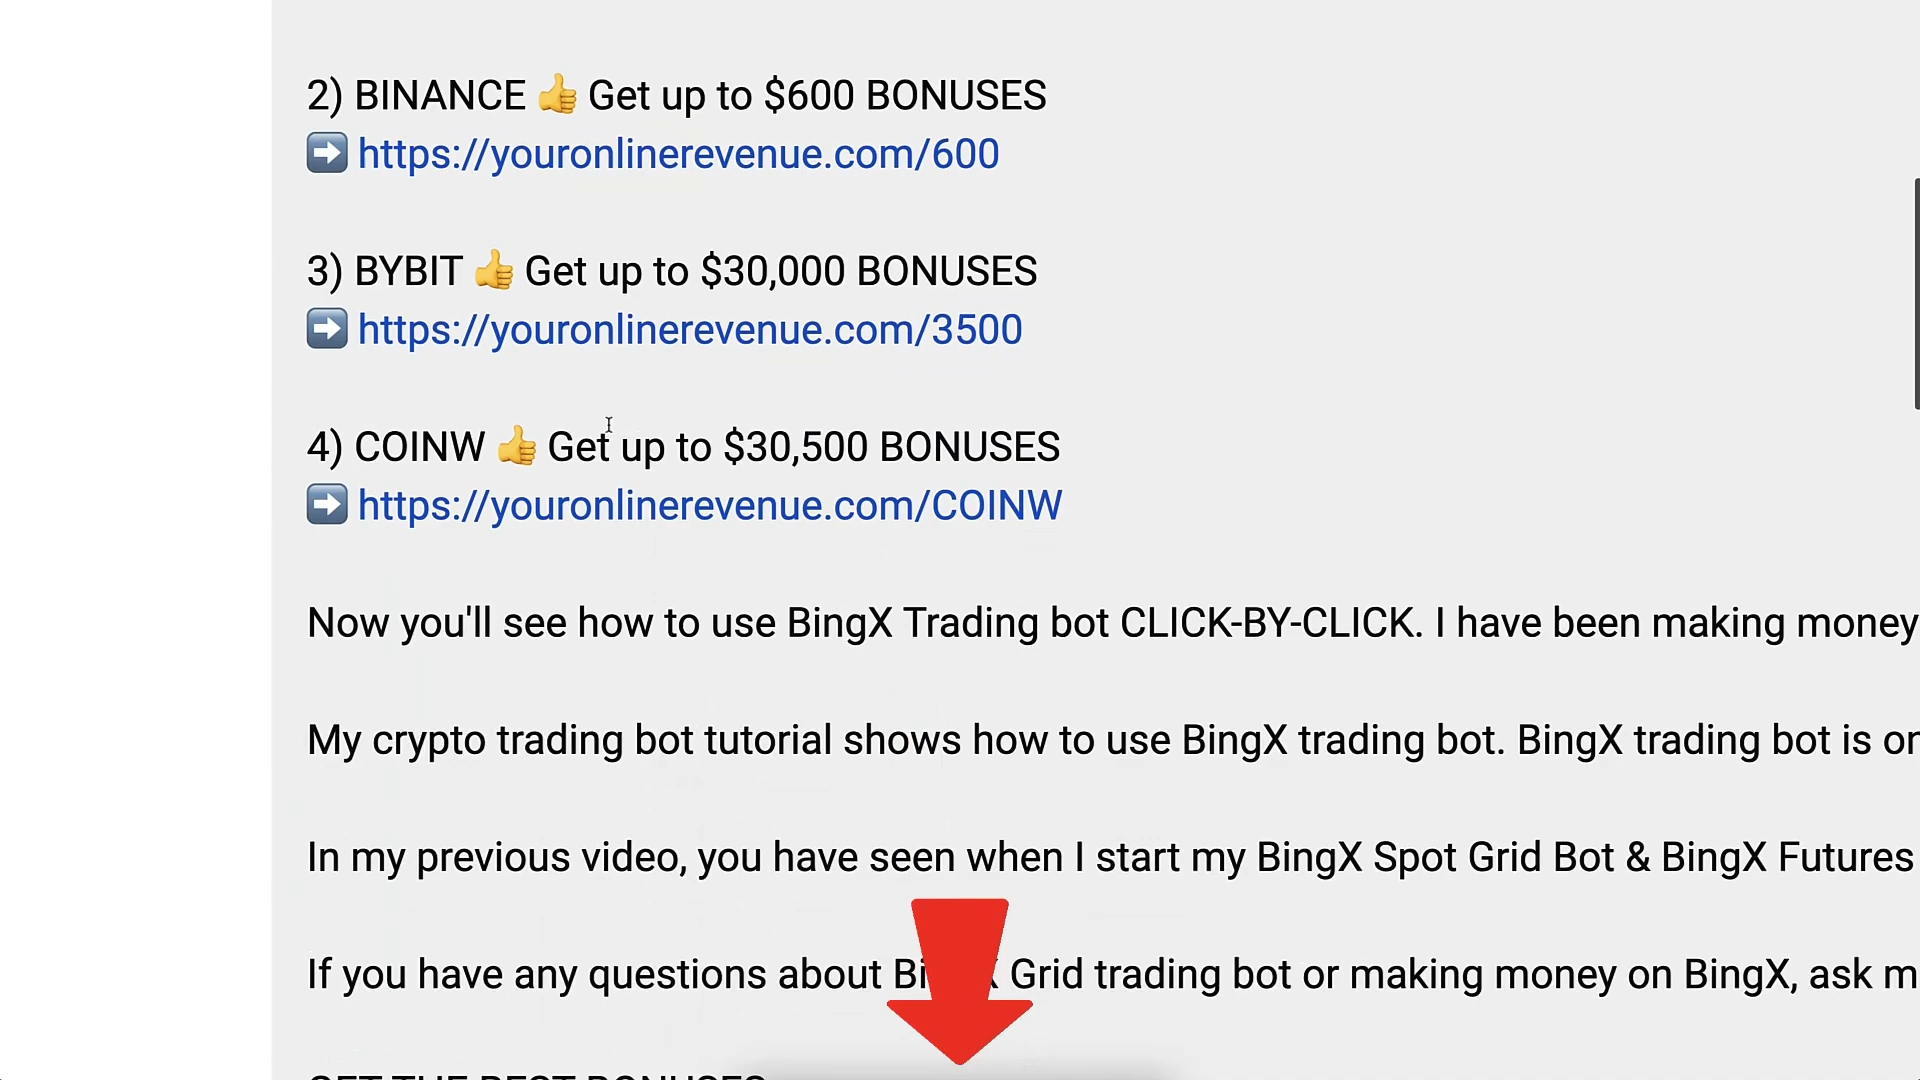 2) BINANCE 👍 Get up to $600 BONUSES
➡️ https://youronlinerevenue.com/600
3) BYBIT 👍 Get up to $30,000 BONUSES
➡️ https://youronlinerevenue.com/3500
4) COINW 👍 Get up to $30,500 BONUSES
➡️ https://youronlinerevenue.com/COINW
Now you'll see how to use BingX Trading bot CLICK-BY-CLICK. I have been making money
My crypto trading bot tutorial shows how to use BingX trading bot. BingX trading bot is
In my previous video, you have seen when I start my BingX Spot Grid Bot & BingX Futures
If you have any questions about Grid trading bot or making money on BingX, ask
GET THE BEST BONUSES